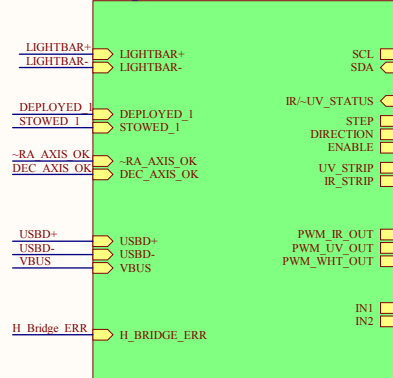 LIGHTBAR+ LIGHTBAR+ SCL
LIGHTBAR- LIGHTBAR- SDA
IR/~UV_STATUS
DEPLOYED_1 DEPLOYED_1
STOWED_1 STOWED_1 STEP
DIRECTION
ENABLE
~RA_AXIS_OK ~RA_AXIS_OK
DEC_AXIS_OK DEC_AXIS_OK UV_STRIP
IR_STRIP
USBD+ USBD+ PWM_IR_OUT
USBD- USBD- PWM_UV_OUT
VBUS VBUS PWM_WHT_OUT
IN1
IN2
H_Bridge_ERR H_BRIDGE_ERR